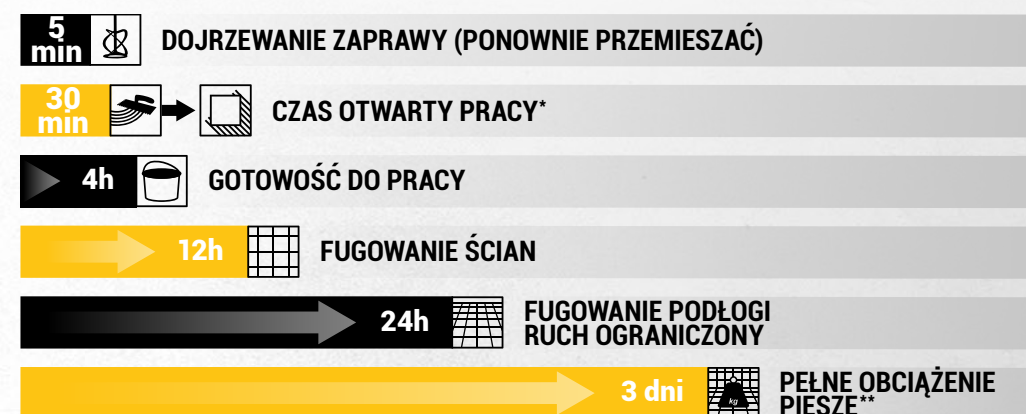 5
min
DOJRZEWANIE ZAPRAWY (PONOWNIE PRZEMIESZAĆ)
30
min
CZAS OTWARTY PRACY*
4h
GOTOWOŚĆ DO PRACY
12h
FUGOWANIE ŚCIAN
24h
FUGOWANIE PODŁOGI
RUCH OGRANICZONY
3 dni
kg
PEŁNE OBCIĄŻENIE
PIESZE**